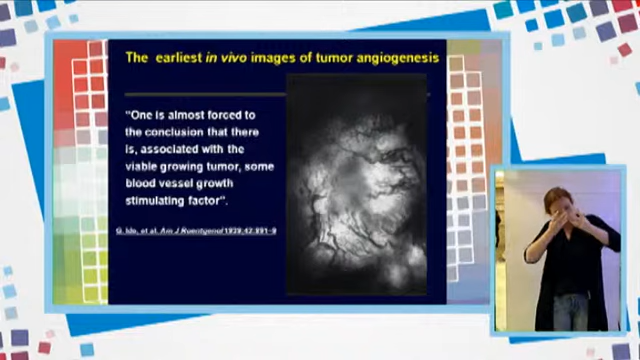 The earliest in vivo images of tumor angiogenesis
"One is almost forced to
the conclusion that there
is, associated with the
viable growing tumor, some
blood vessel growth
stimulating factor".
G. Ide, et al. Am J Roentgenol 1939;42:891–9